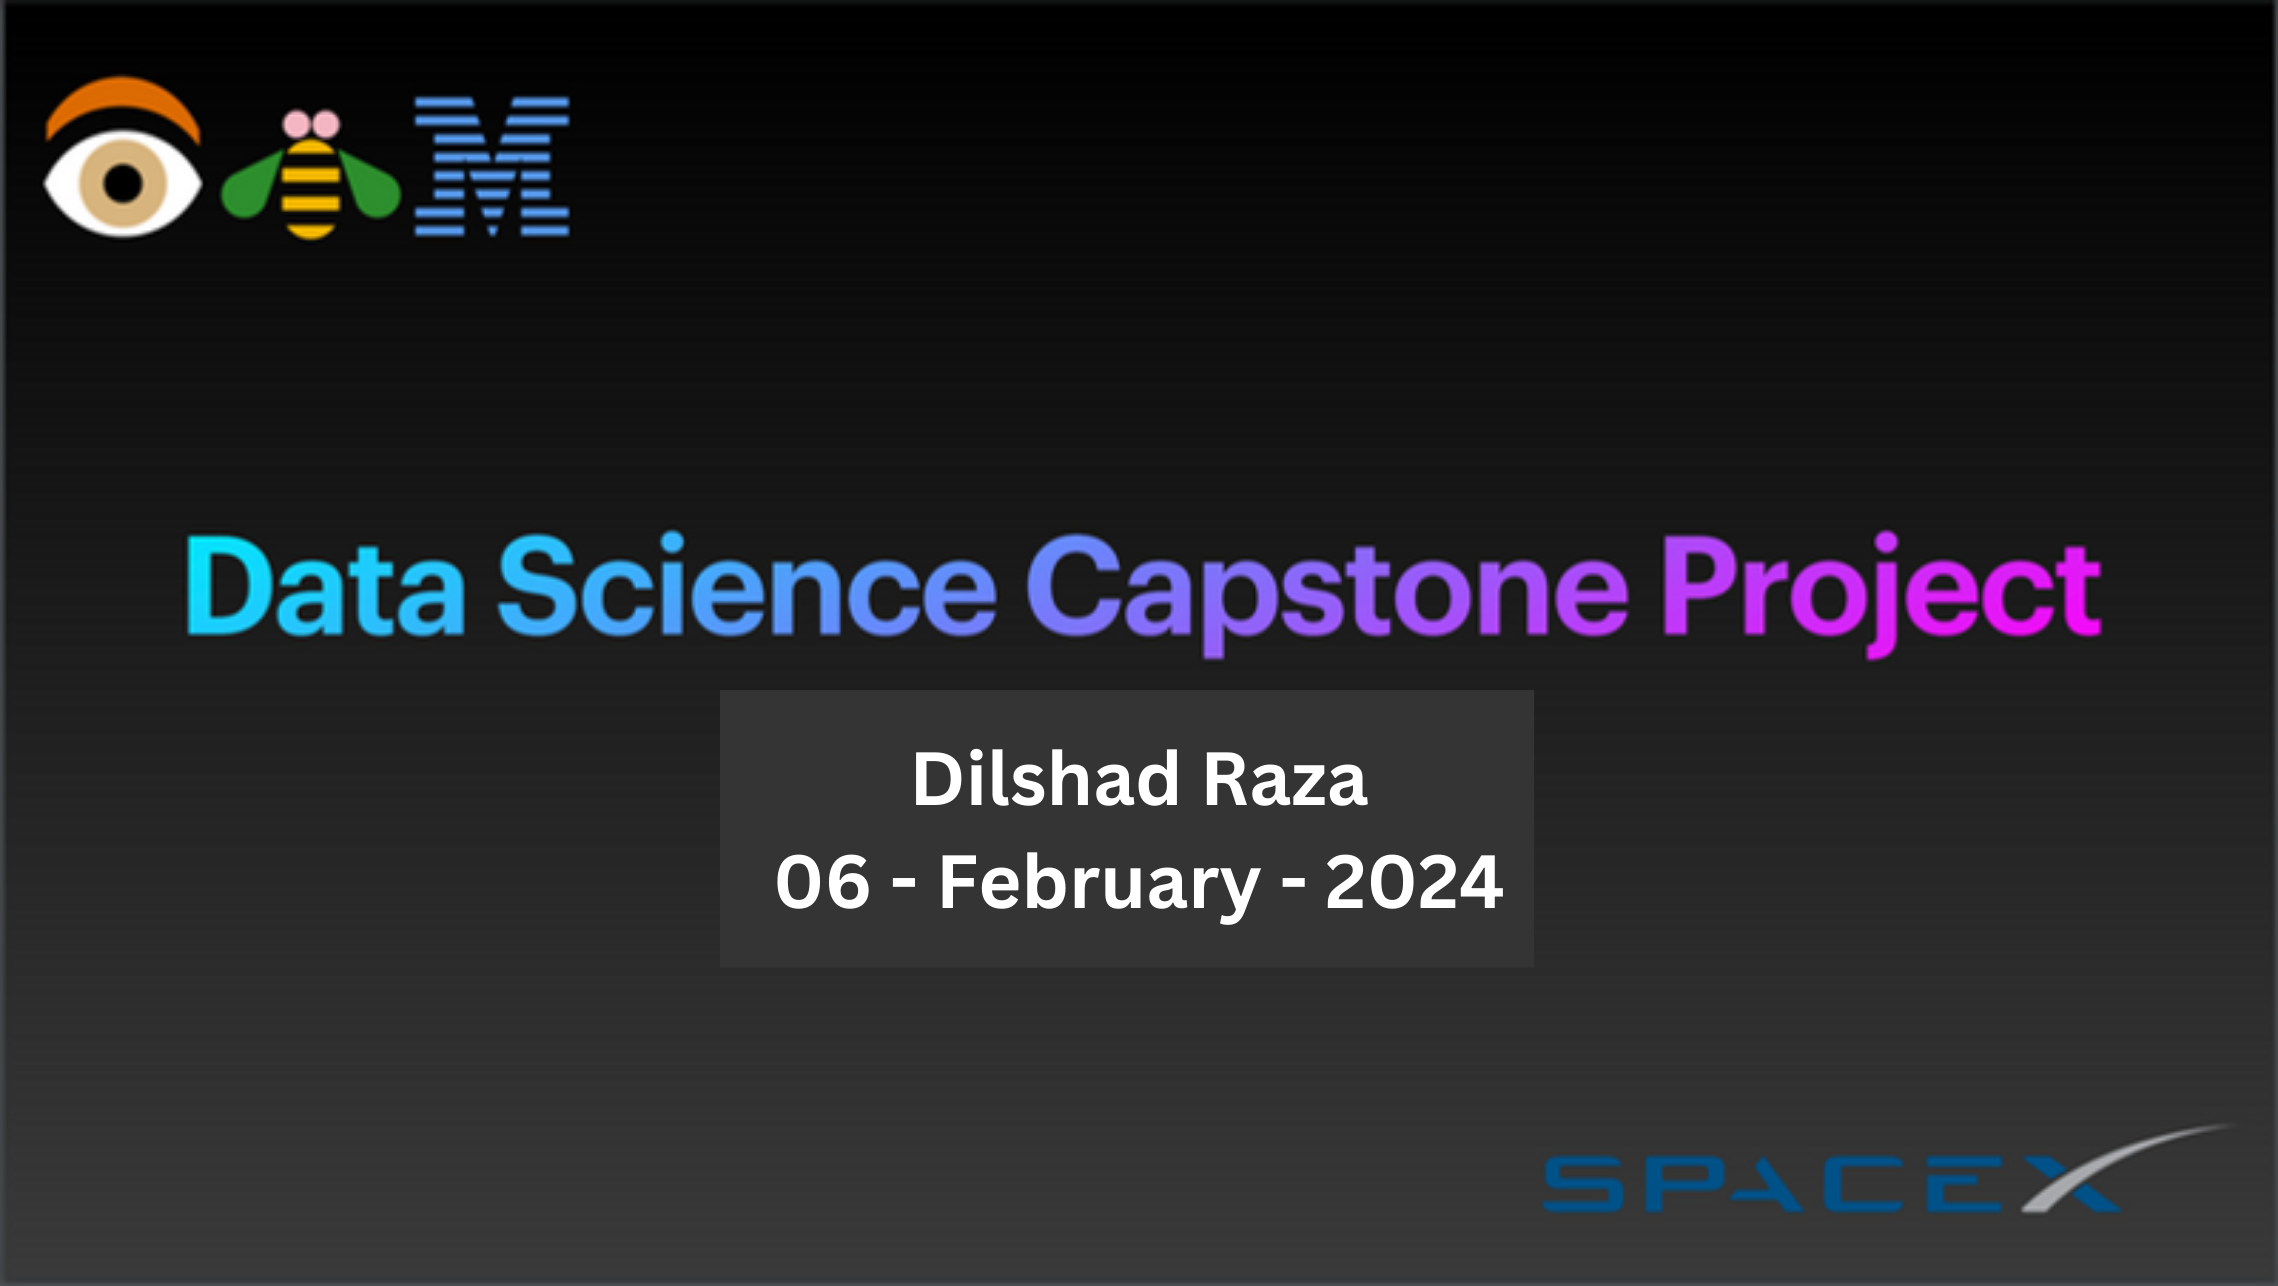 M
Data Science Capstone Project
Dilshad Raza
06 - February - 2024
SPACEX